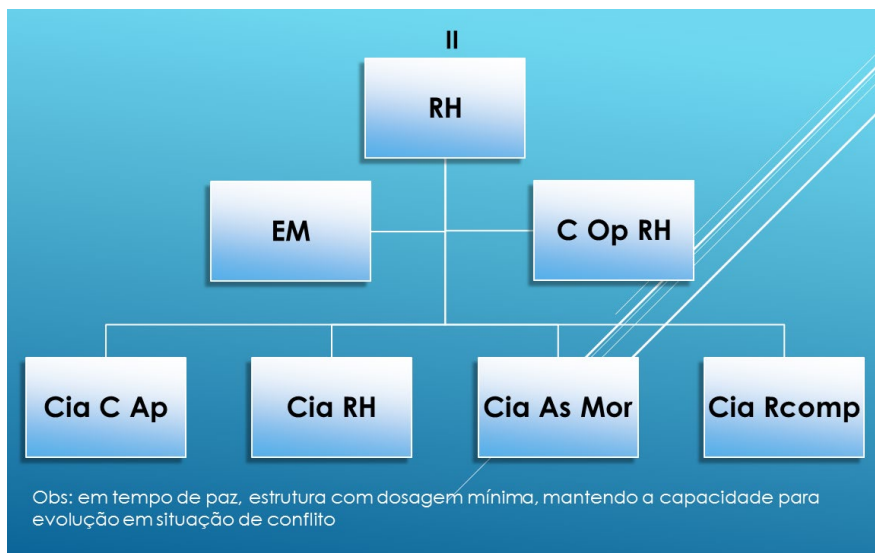 II
RH
EM
C Op RH
Cia C Ap
Cia RH
Cia As Mor
Cia Rcomp
Obs: em tempo de paz, estrutura com dosagem mínima, mantendo a capacidade para
evolução em situação de conflito